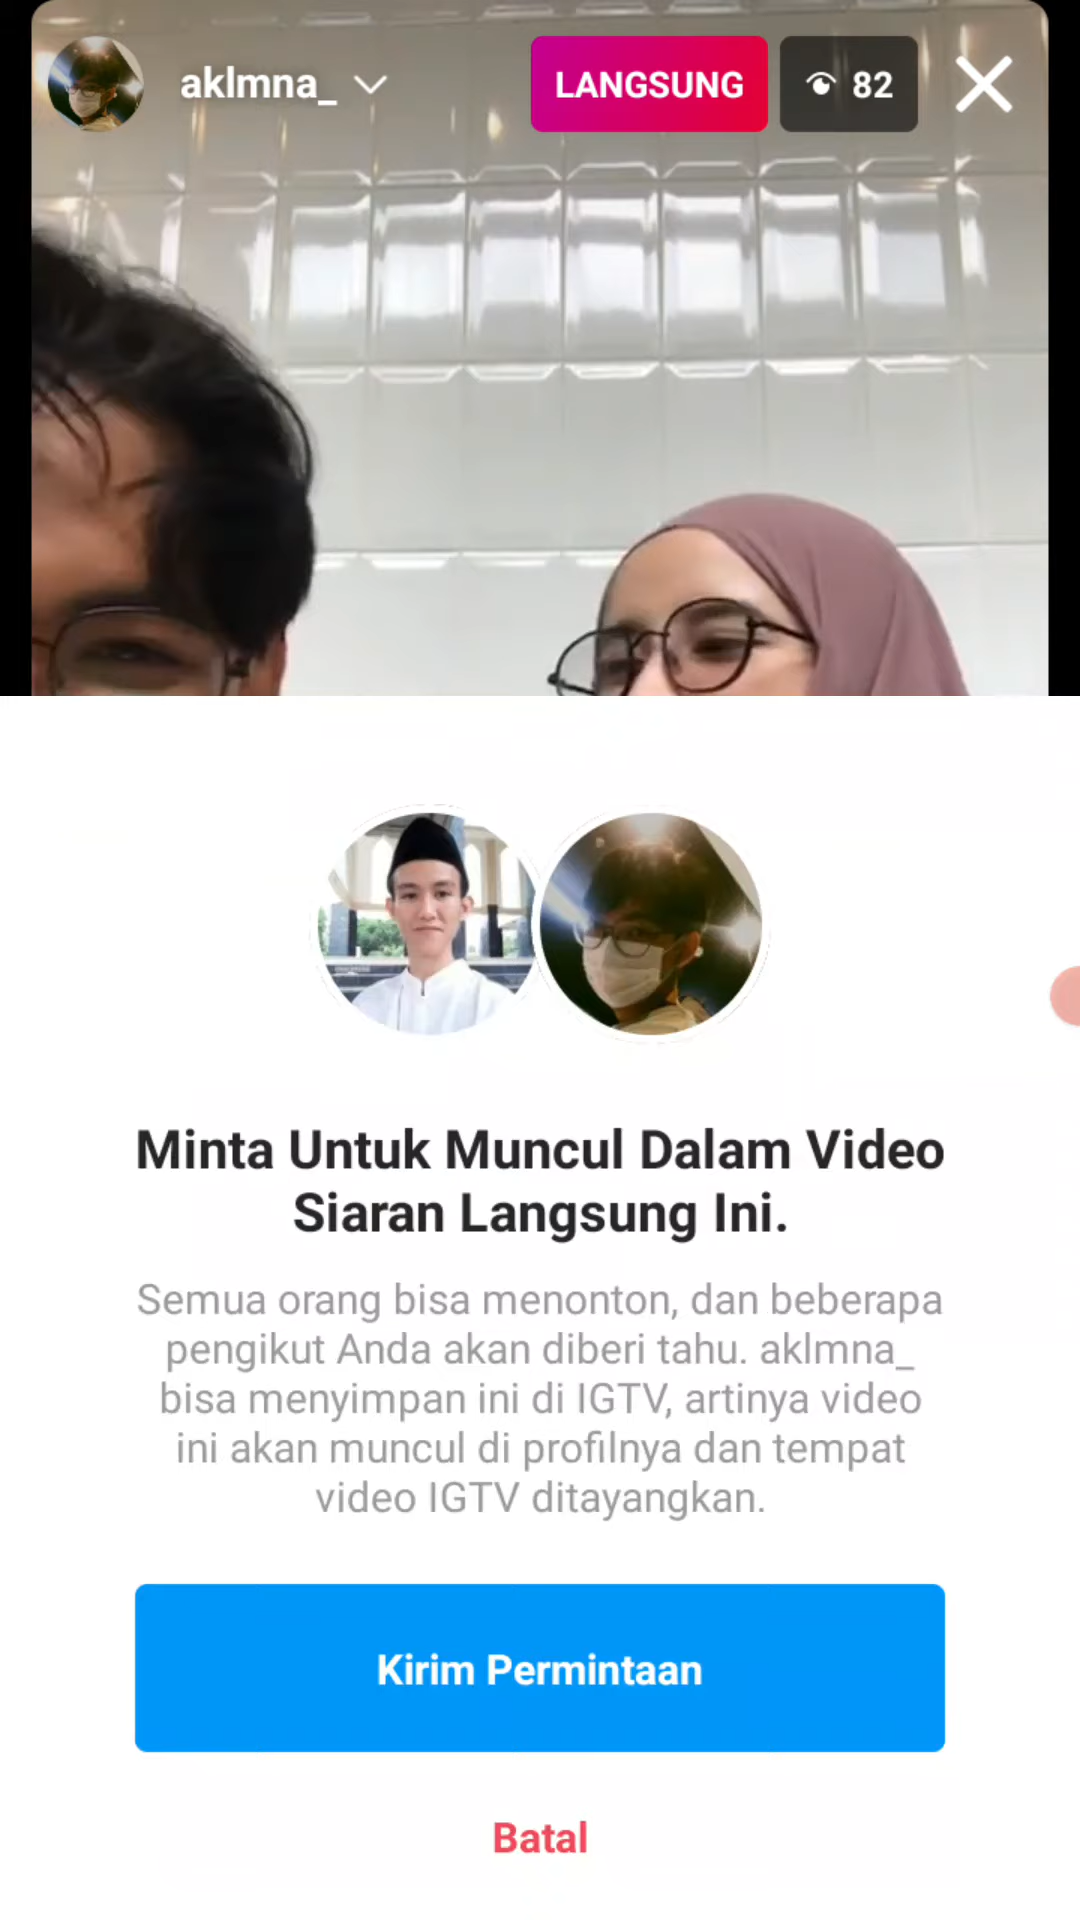 aklmna_
LANGSUNG
82
Minta Untuk Muncul Dalam Video
Siaran Langsung Ini.
Semua orang bisa menonton, dan beberapa
pengikut Anda akan diberi tahu. aklmna_
bisa menyimpan ini di IGTV, artinya video
ini akan muncul di profilnya dan tempat
video IGTV ditayangkan.
Kirim Permintaan
Batal